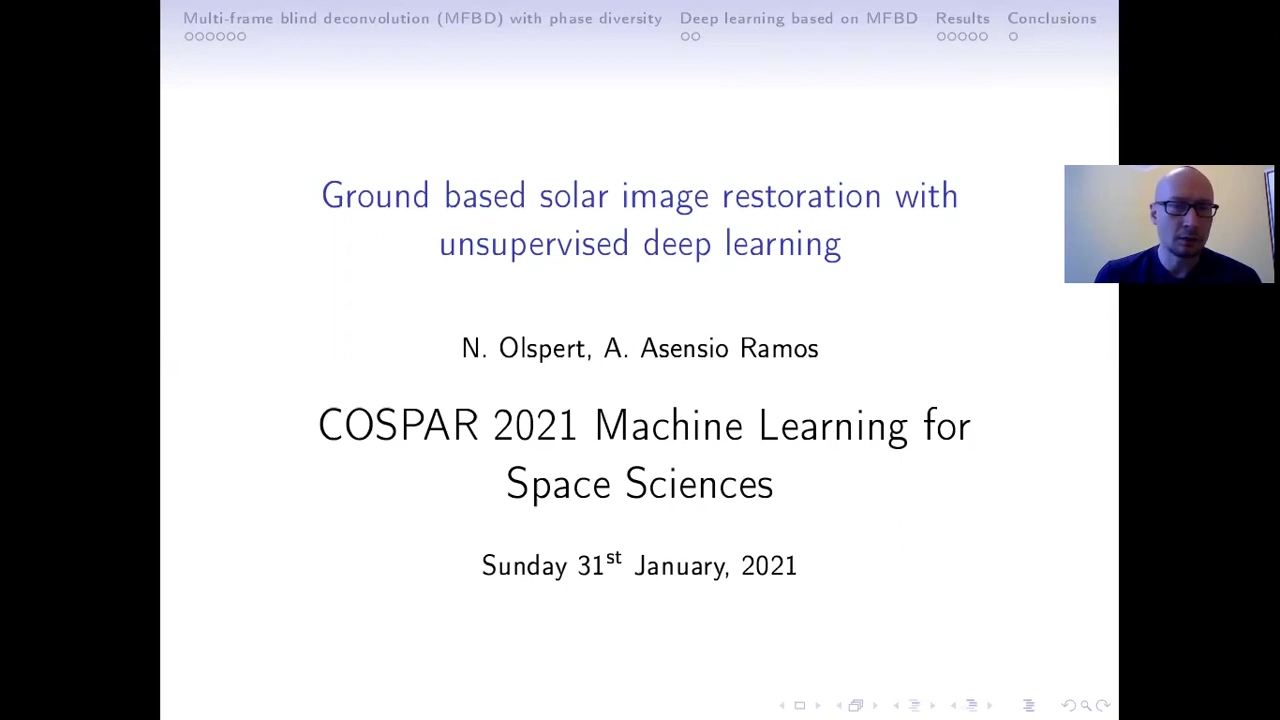 Multi-frame blind deconvolution (MFBD) with phase diversity Deep learning based on MFBD Results Conclusions
Ground based solar image restoration with
unsupervised deep learning
N. Olspert, A. Asensio Ramos
COSPAR 2021 Machine Learning for
Space Sciences
Sunday 31st January, 2021